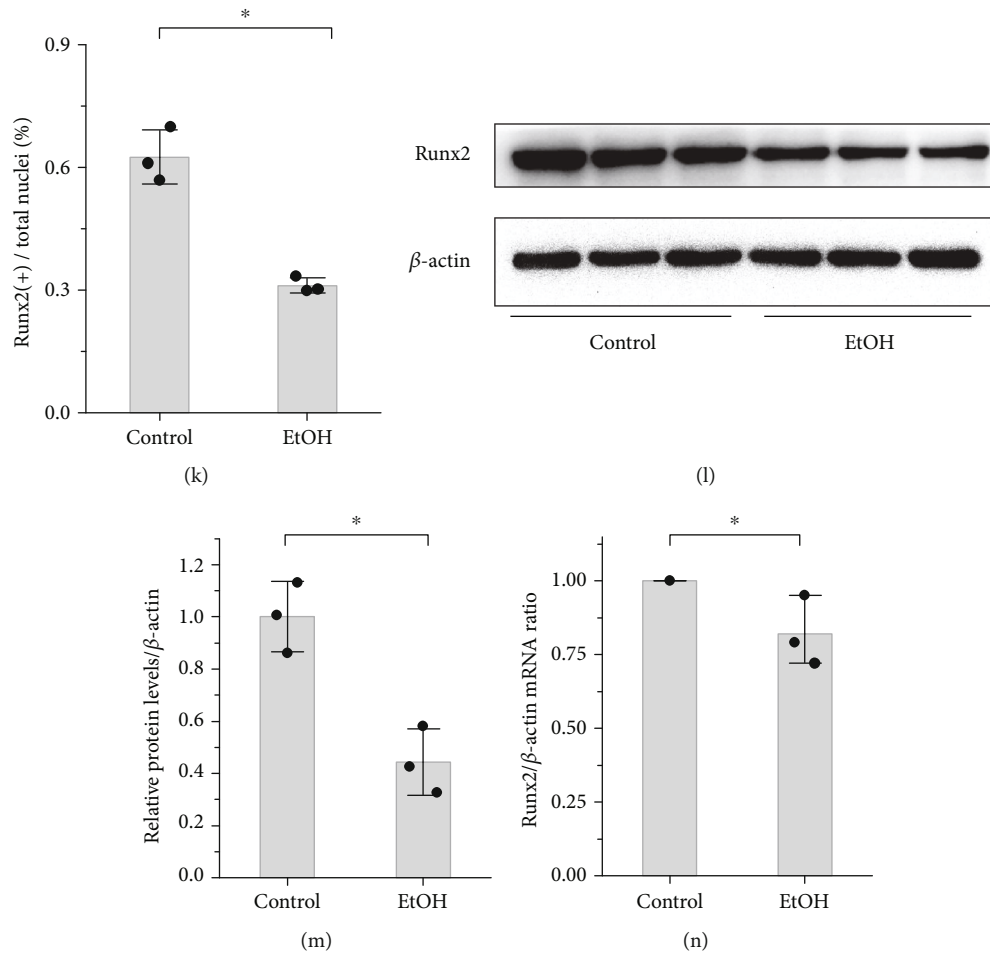 *
Runx2(+) / total nuclei (%)
0.9
0.6
0.3
0.0
Control
EtOH
(k)
Runx2
β-actin
Control
EtOH
(l)
*
Relative protein levels/β-actin
1.2
1.0
0.8
0.6
0.4
0.2
0.0
Control
EtOH
(m)
*
Runx2/β-actin mRNA ratio
1.00
0.75
0.50
0.25
0.00
Control
EtOH
(n)